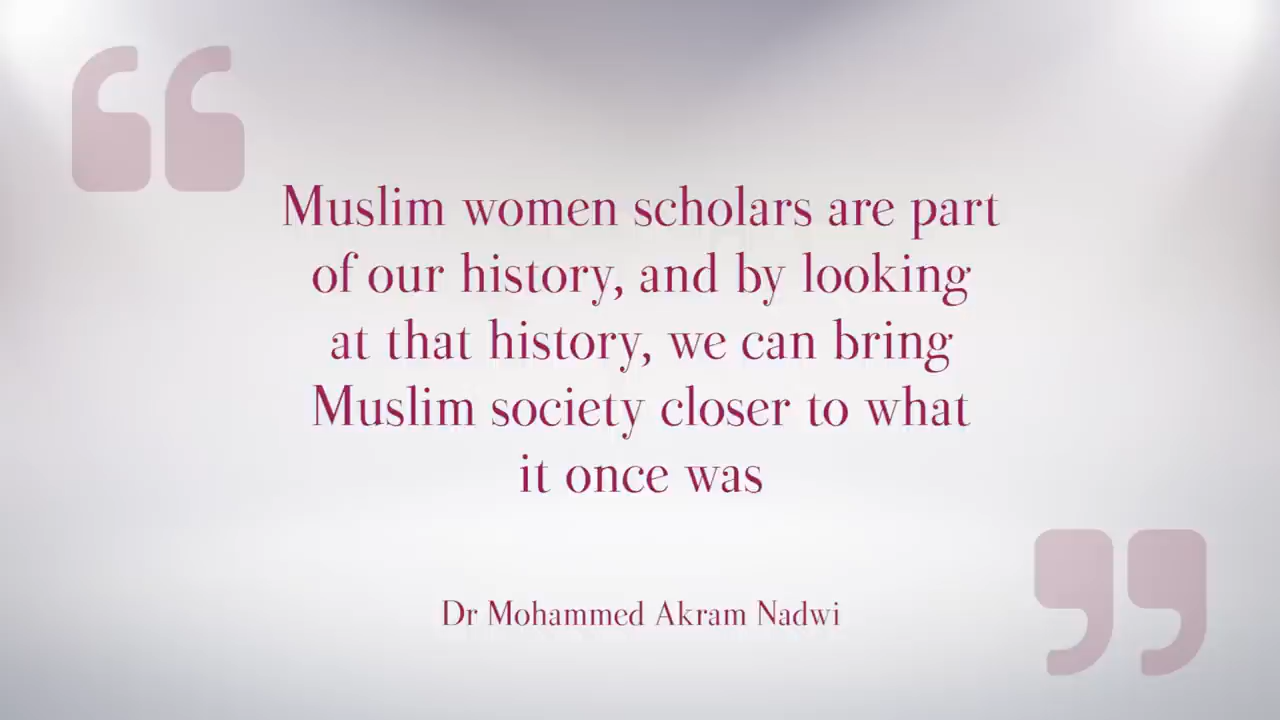 Muslim women scholars are part
of our history, and by looking
at that history, we can bring
Muslim society closer to what
it once was
Dr Mohammed Akram Nadwi